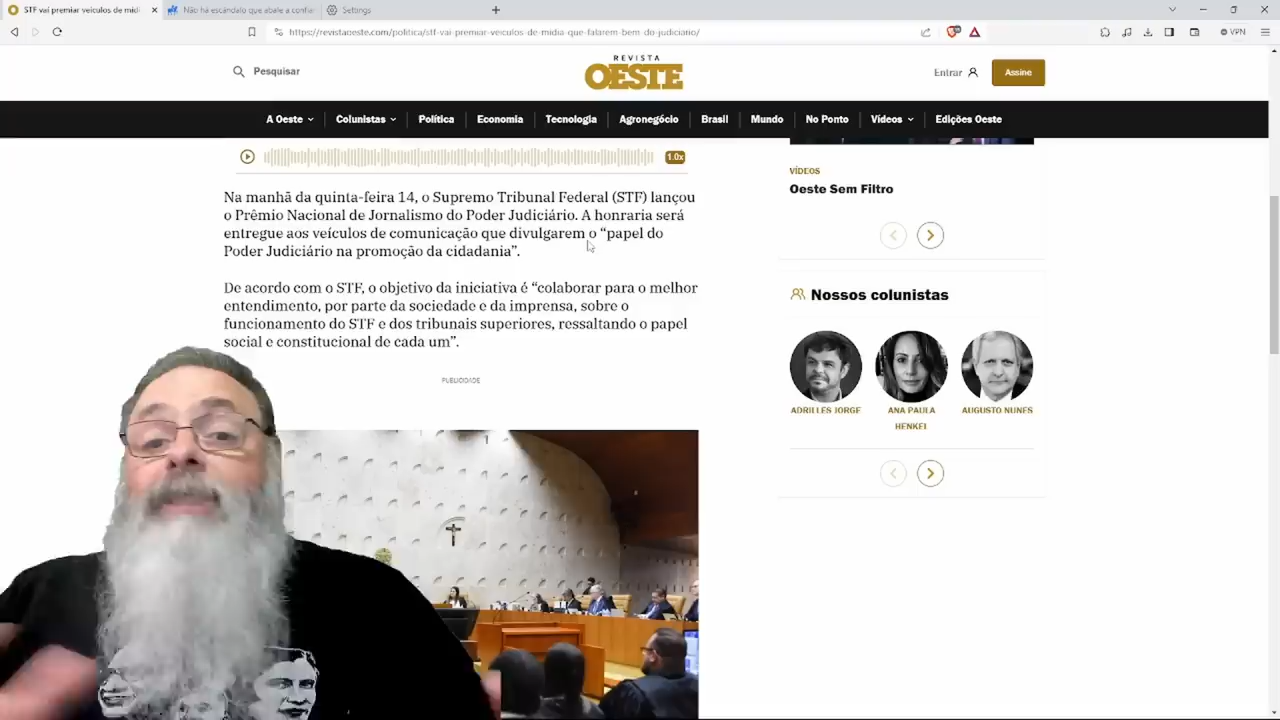 STF vai premiar veículos de míd
Não há escândalo que abale a confia
Settings
https://revistaoeste.com/politica/stf-vai-premiar-veiculos-de-midia-que-falarem-bem-do-judiciario/
VPN
Pesquisar
REVISTA
OESTE
Entrar
Assine
A Oeste
Colunistas
Política
Economia
Tecnologia
Agronegócio
Brasil
Mundo
No Ponto
Vídeos
Edições Oeste
1.0x
Na manhã da quinta-feira 14, o Supremo Tribunal Federal (STF) lançou
o Prêmio Nacional de Jornalismo do Poder Judiciário. A honraria será
entregue aos veículos de comunicação que divulgarem o “papel do
Poder Judiciário na promoção da cidadania”.
De acordo com o STF, o objetivo da iniciativa é “colaborar para o melhor
entendimento, por parte da sociedade e da imprensa, sobre o
funcionamento do STF e dos tribunais superiores, ressaltando o papel
social e constitucional de cada um”.
PUBLICIDADE
VÍDEOS
Oeste Sem Filtro
Nossos colunistas
ADRILLES JORGE
ANA PAULA
HENKEL
AUGUSTO NUNES